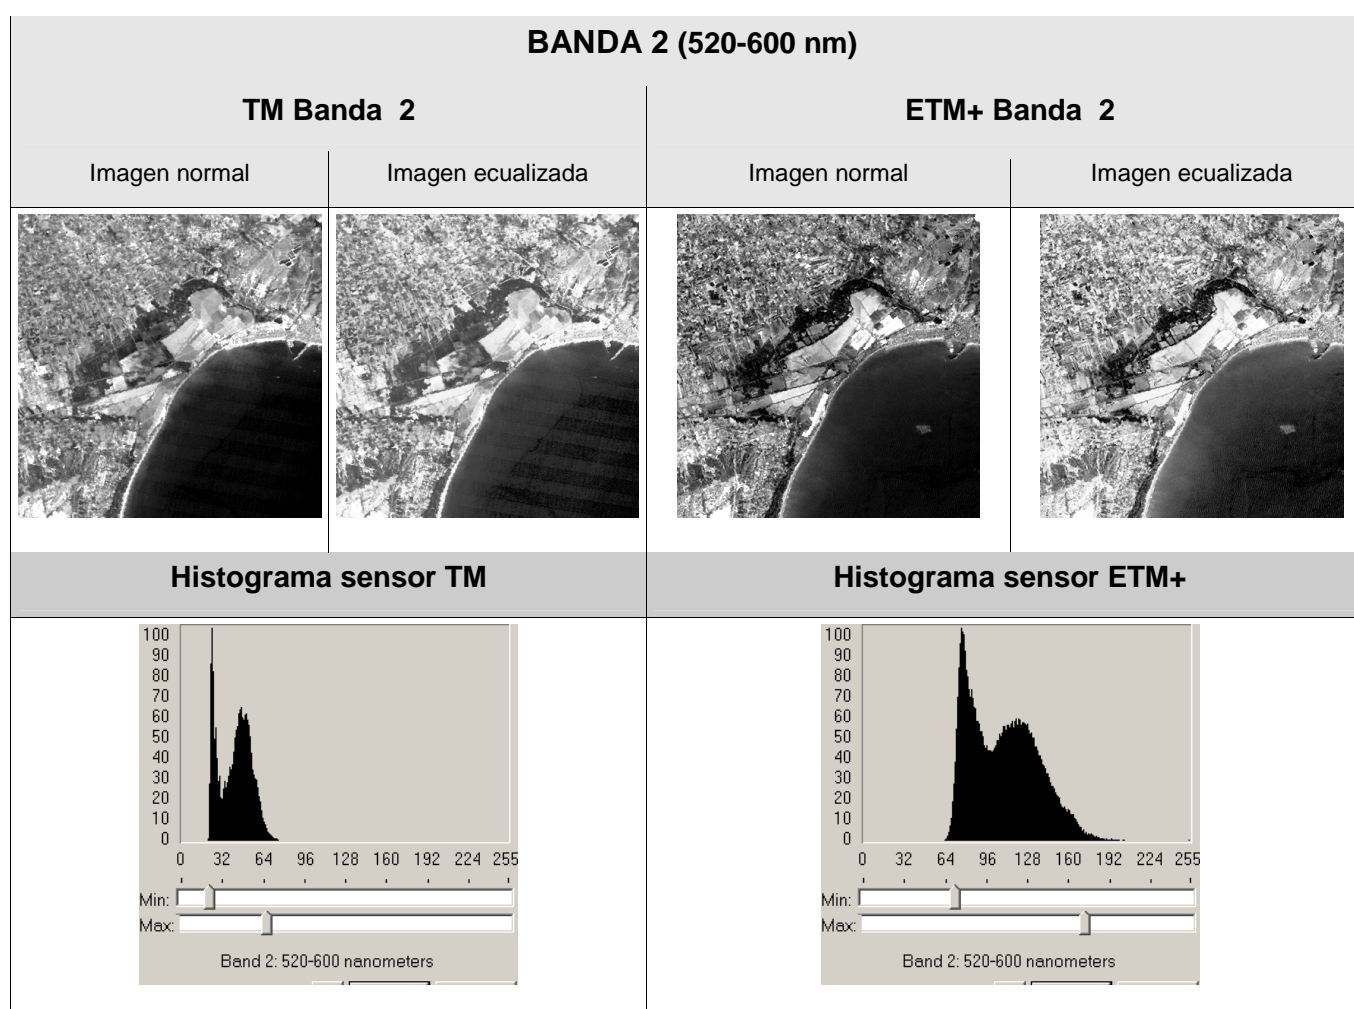 BANDA 2 (520-600 nm)
TM Banda 2
ETM+ Banda 2
Imagen normal
Imagen ecualizada
Imagen normal
Imagen ecualizada
Histograma sensor TM
Histograma sensor ETM+
100
90
80
70
60
50
40
30
20
10
0
0 32 64 96 128 160 192 224 255
Min:
Max:
Band 2: 520-600 nanometers
100
90
80
70
60
50
40
30
20
10
0
0 32 64 96 128 160 192 224 255
Min:
Max:
Band 2: 520-600 nanometers